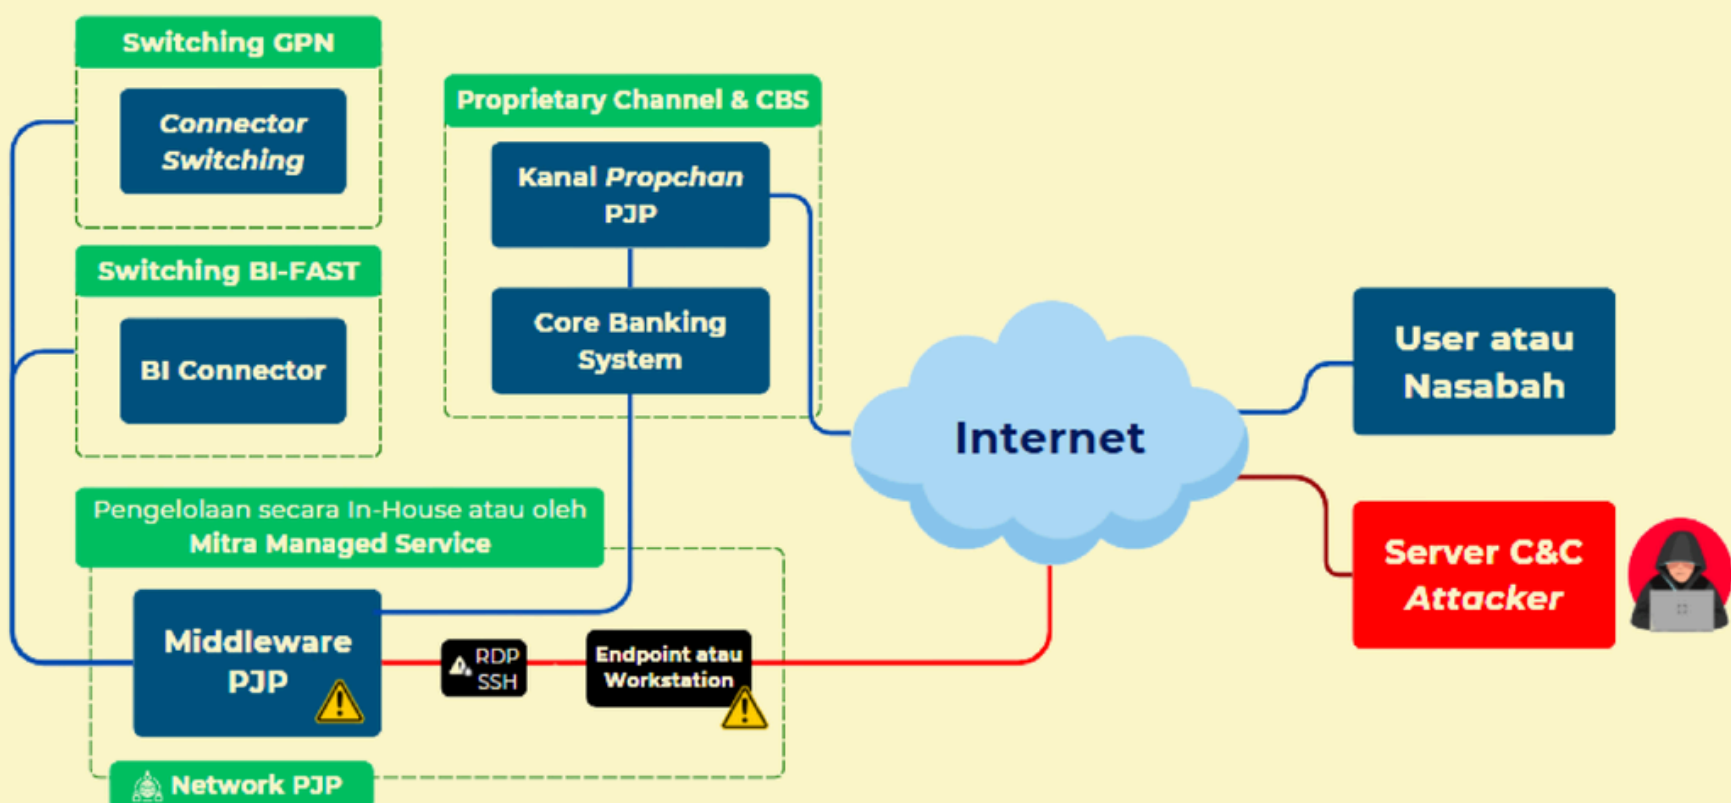 Switching GPN
Connector
Switching
Switching BI-FAST
BI Connector
Proprietary Channel & CBS
Kanal Propchan
PJP
Core Banking
System
Internet
User atau
Nasabah
Server C&C
Attacker
Pengelolaan secara In-House atau oleh
Mitra Managed Service
Middleware
PJP
RDP
SSH
Endpoint atau
Workstation
Network PJP